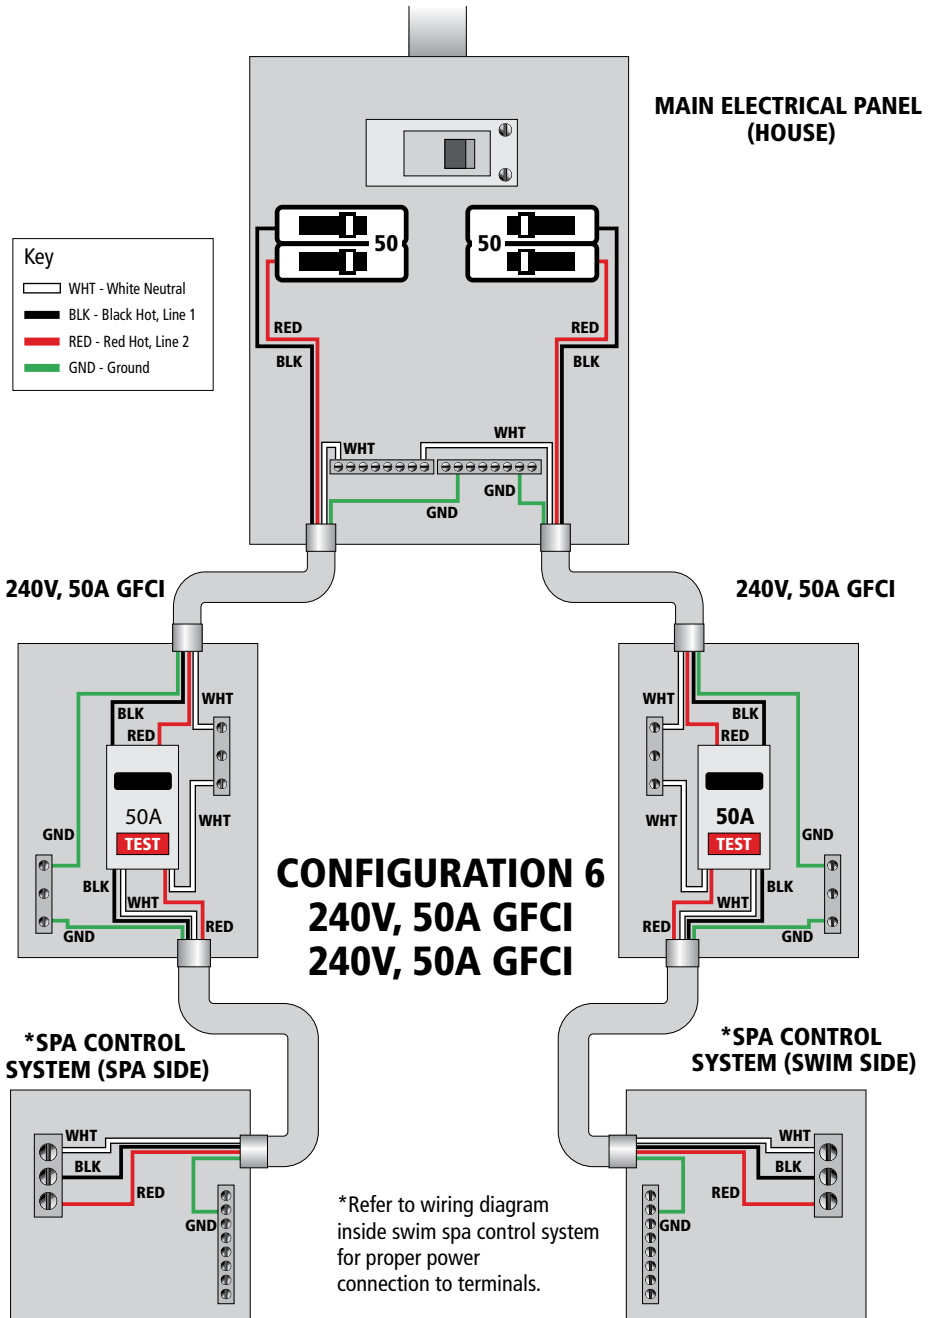 MAIN ELECTRICAL PANEL
(HOUSE)
50
50
Key
WHT - White Neutral
BLK - Black Hot, Line 1
RED - Red Hot, Line 2
GND - Ground
RED
RED
BLK
BLK
WHT
WHT
GND
GND
240V, 50A GFCI
240V, 50A GFCI
WHT
BLK
RED
50A
TEST
WHT
GND
BLK
WHT
RED
GND
WHT
BLK
RED
50A
TEST
WHT
GND
BLK
WHT
RED
GND
CONFIGURATION 6
240V, 50A GFCI
240V, 50A GFCI
*SPA CONTROL
SYSTEM (SPA SIDE)
*SPA CONTROL
SYSTEM (SWIM SIDE)
WHT
BLK
RED
GND
WHT
BLK
RED
GND
*Refer to wiring diagram
inside swim spa control system
for proper power
connection to terminals.